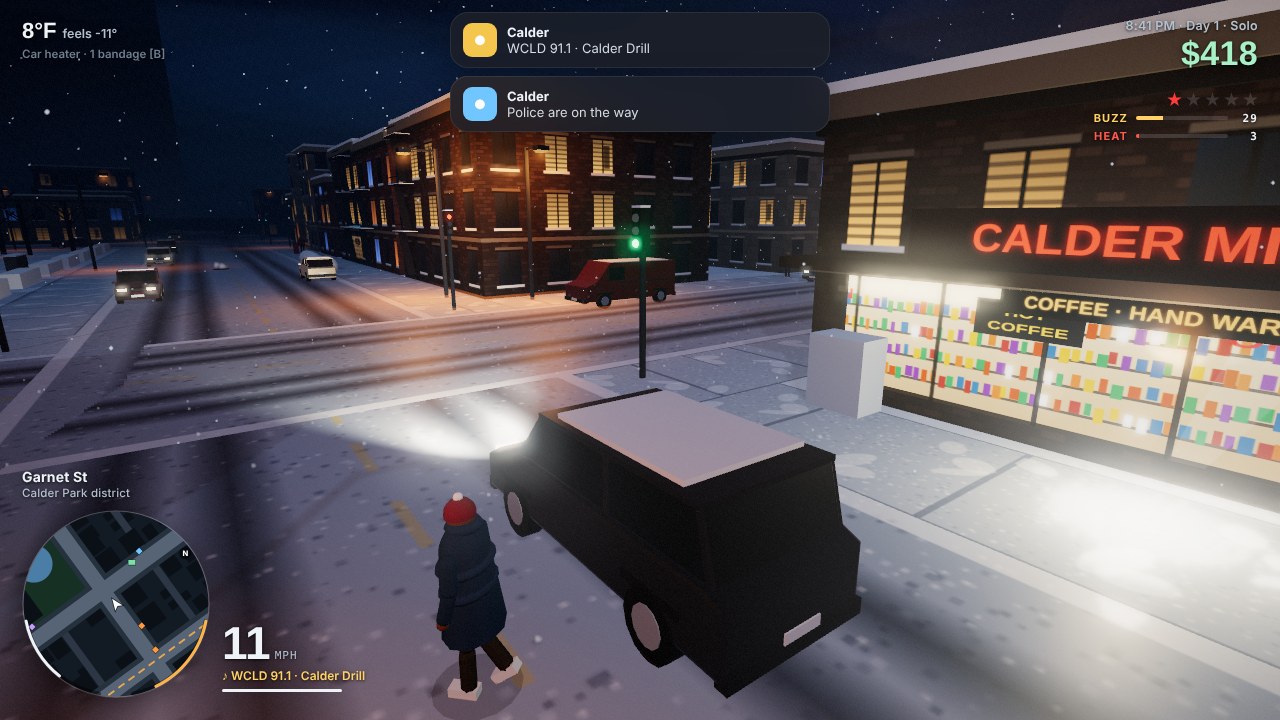 8°F feels -11°
Car heater · 1 bandage [B]
Calder
WCLD 91.1 · Calder Drill
Calder
Police are on the way
8:41 PM · Day 1 · Solo
$418
BUZZ 29
HEAT 3
CALDER MI
COFFEE · HAND WAR
HOT
COFFEE
Garnet St
Calder Park district
N
11 MPH
♪ WCLD 91.1 · Calder Drill